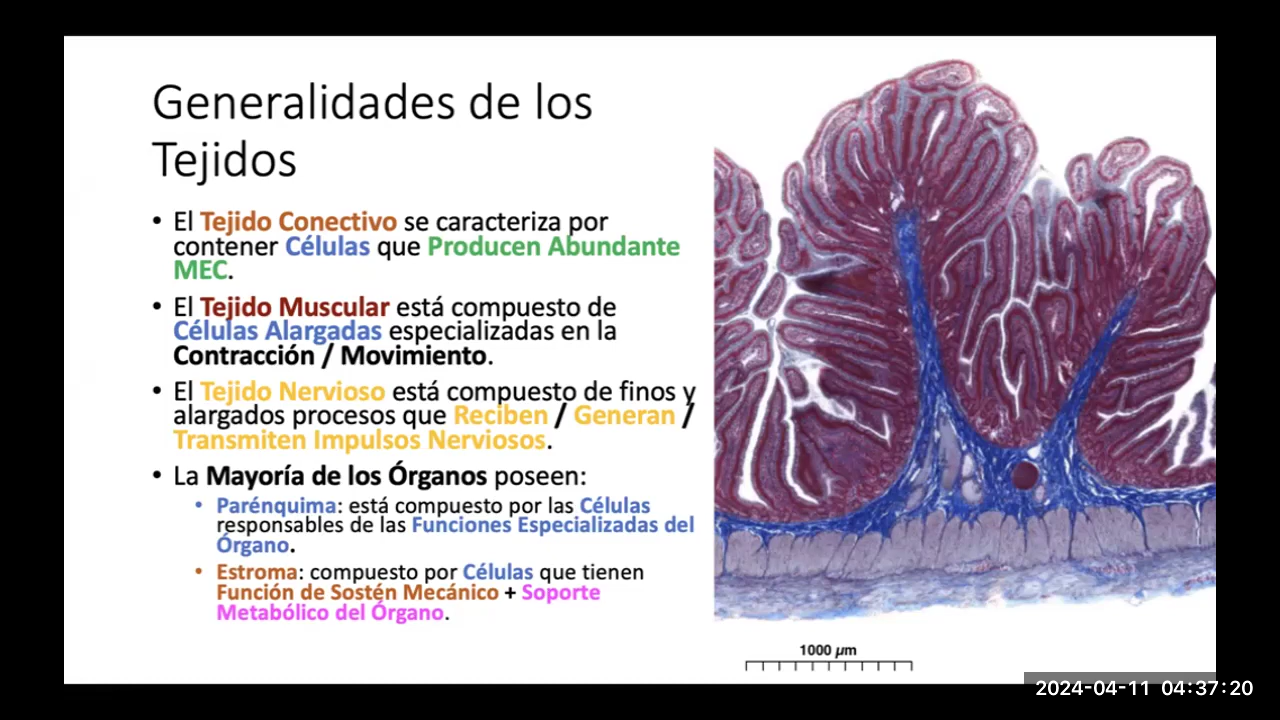 Generalidades de los
Tejidos
• El Tejido Conectivo se caracteriza por
contener Células que Producen Abundante
MEC.
• El Tejido Muscular está compuesto de
Células Alargadas especializadas en la
Contracción / Movimiento.
• El Tejido Nervioso está compuesto de finos y
alargados procesos que Reciben / Generan /
Transmiten Impulsos Nerviosos.
• La Mayoría de los Órganos poseen:
• Parénquima: está compuesto por las Células
responsables de las Funciones Especializadas del
Órgano.
• Estroma: compuesto por Células que tienen
Función de Sostén Mecánico + Soporte
Metabólico del Órgano.
1000 µm
2024-04-11 04:37:20